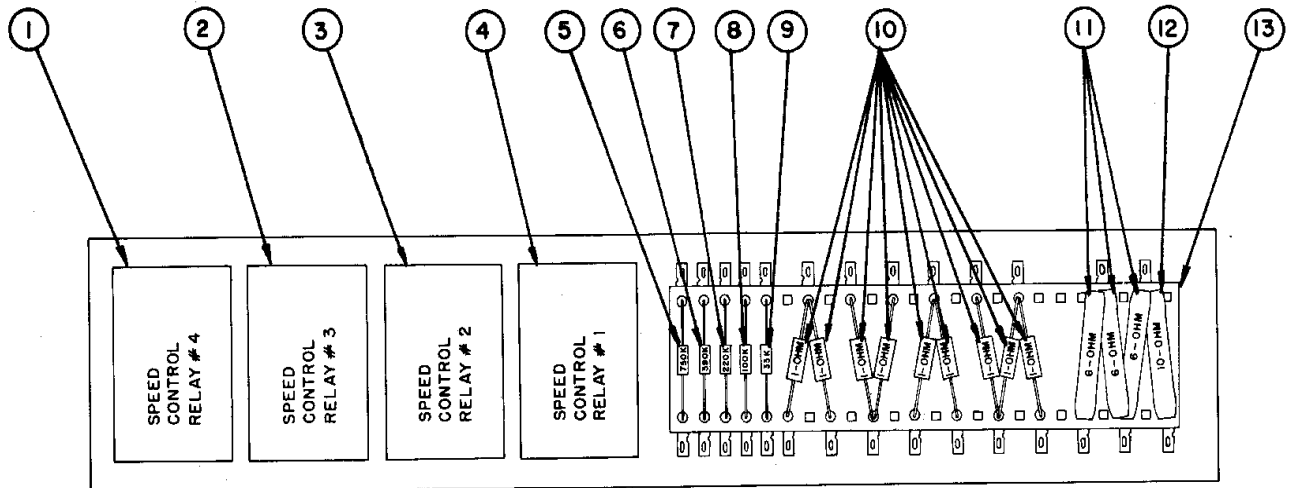 1
2
3
4
5
6
7
8
9
10
11
12
13
SPEED
CONTROL
RELAY # 4
SPEED
CONTROL
RELAY # 3
SPEED
CONTROL
RELAY # 2
SPEED
CONTROL
RELAY # 1
750K
390K
220K
100K
33K
1-OHM
1-OHM
1-OHM
1-OHM
1-OHM
1-OHM
1-OHM
1-OHM
1-OHM
6-OHM
6-OHM
6-OHM
10-OHM